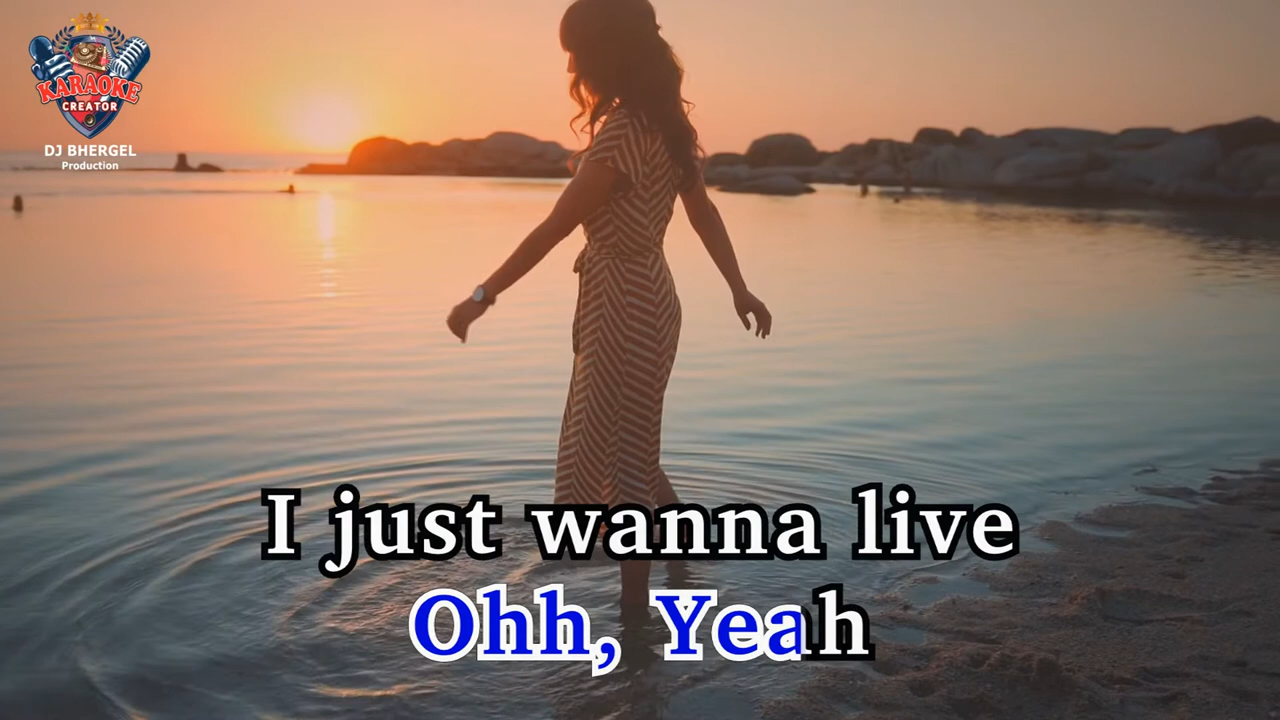 KARAOKE
CREATOR
DJ BHERGEL
Production
I just wanna live
Ohh, Yeah